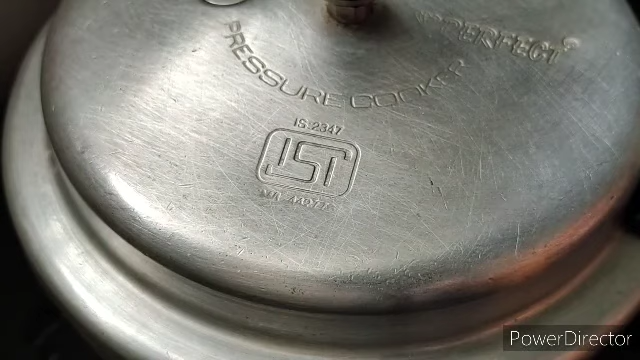 PERFECT
PRESSURE COOKER
IS:2347
ISI
PowerDirector